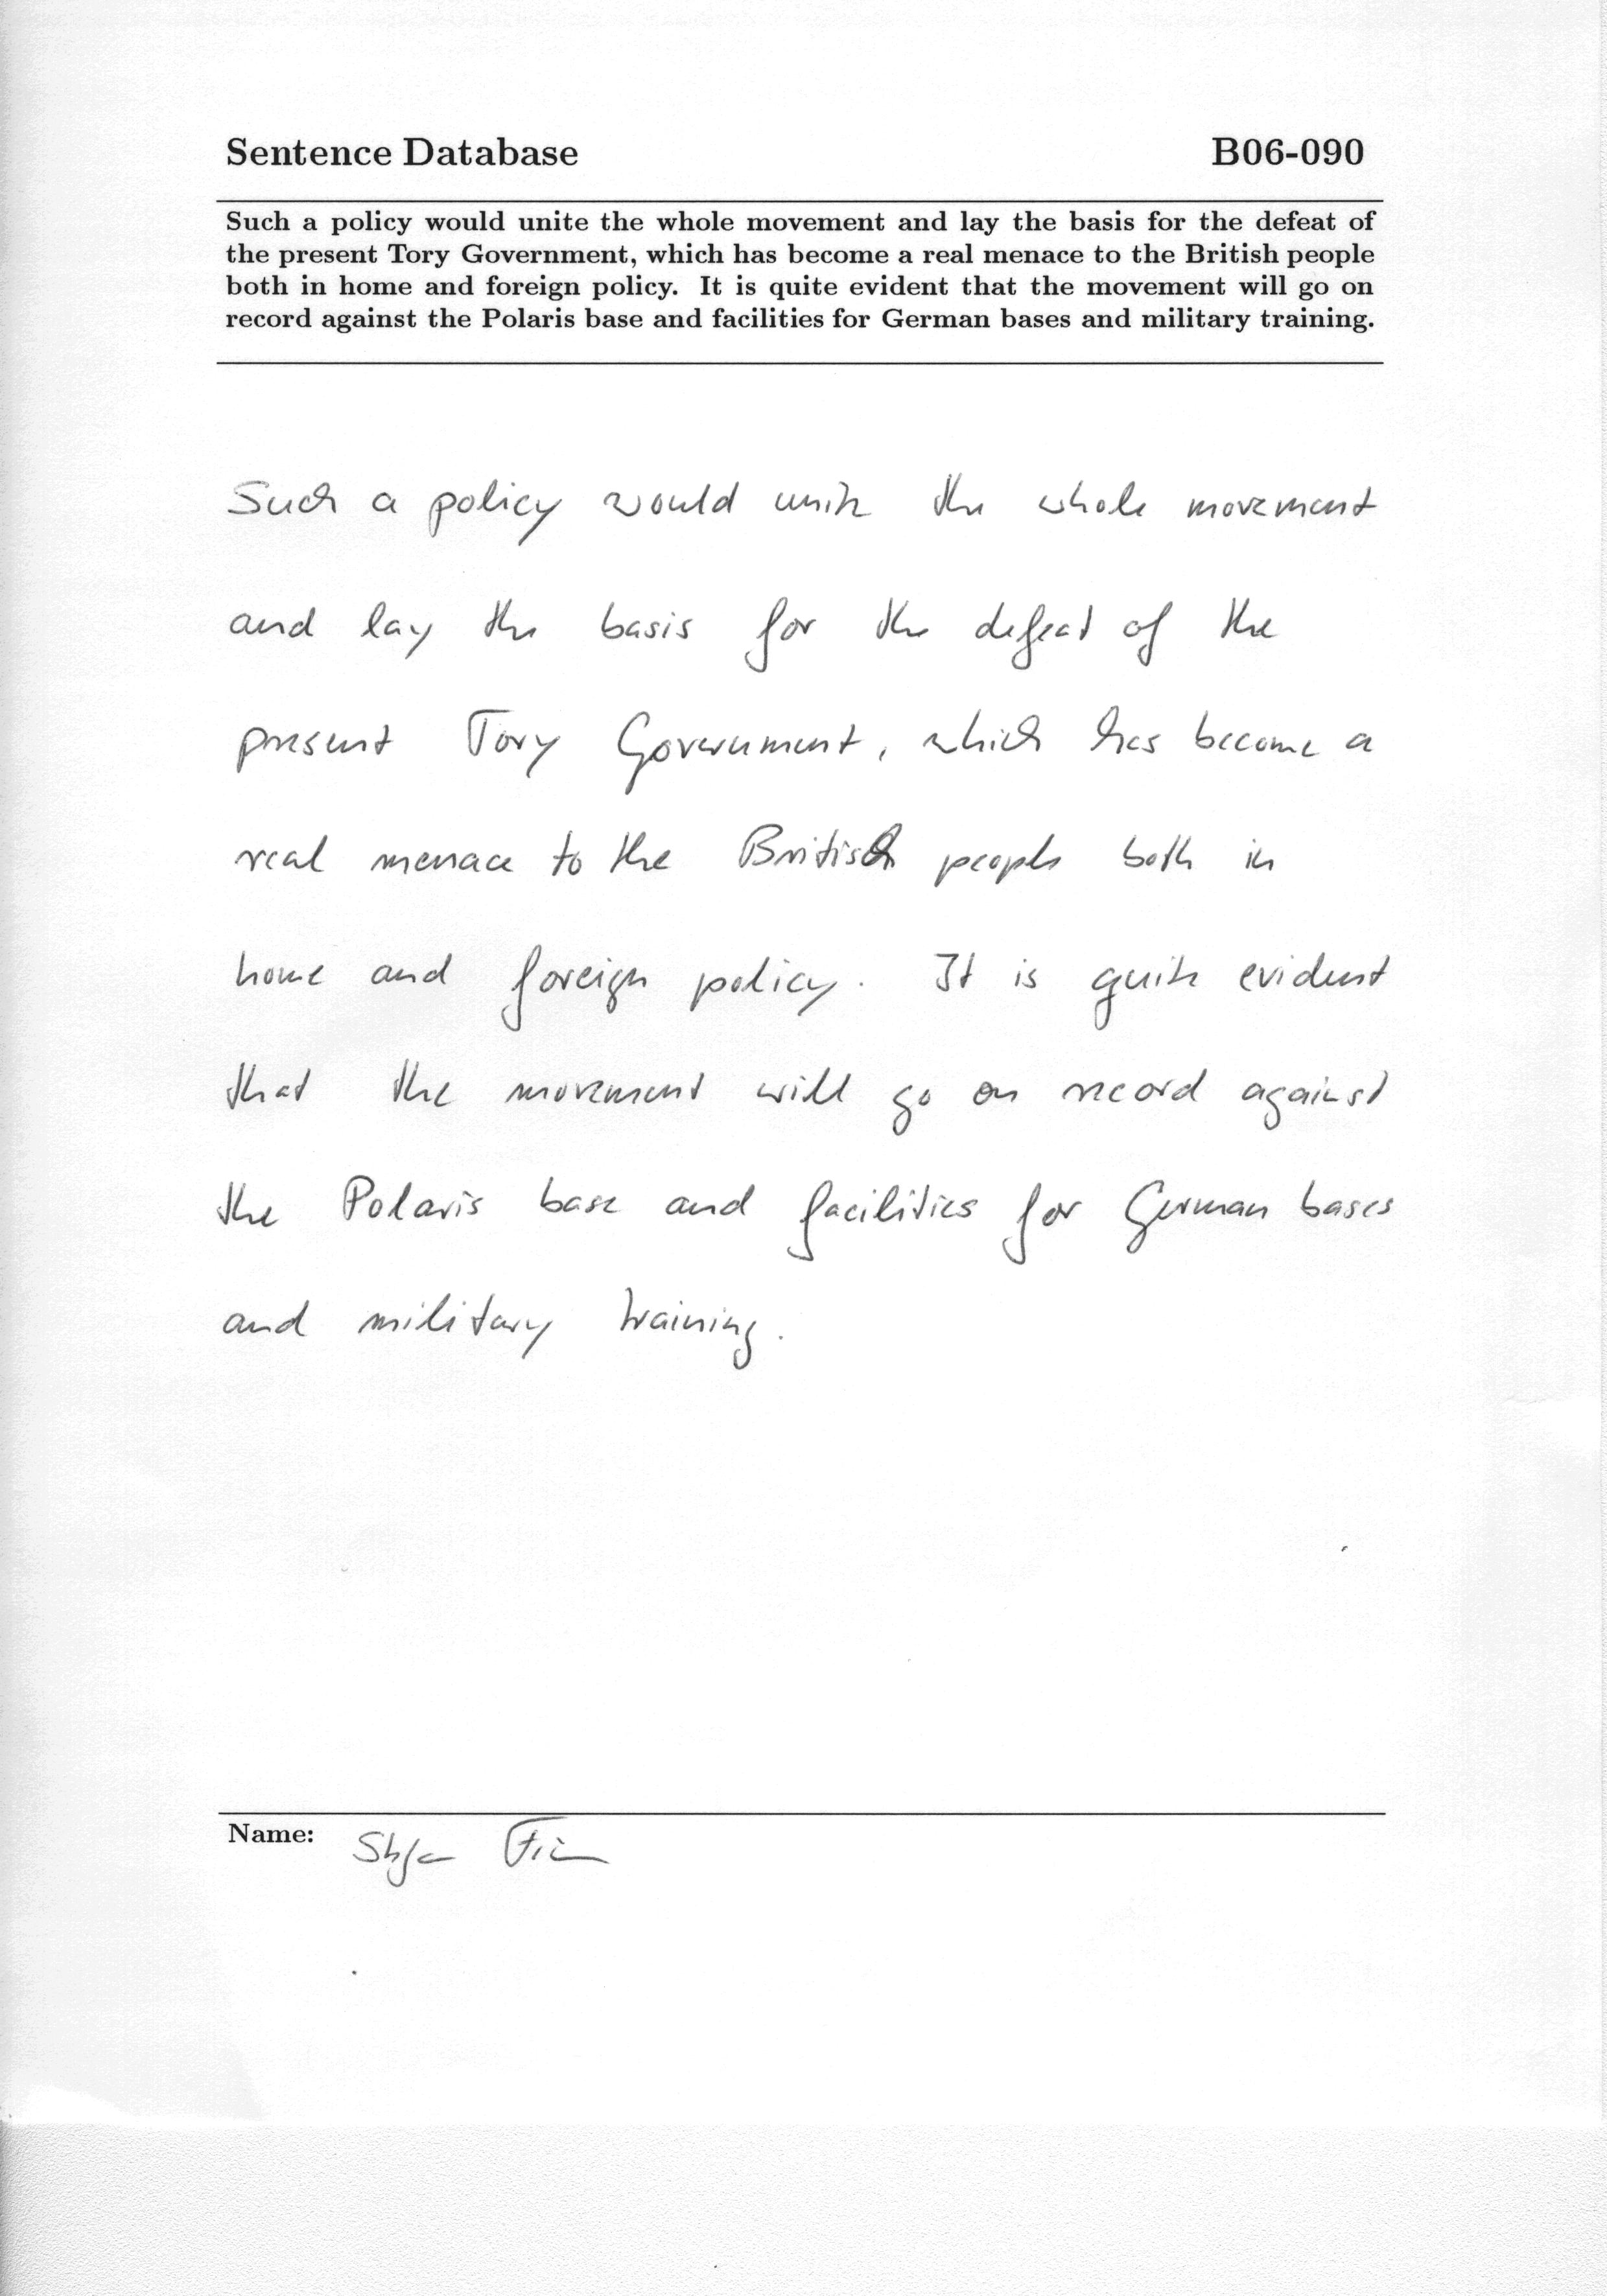 Sentence Database B06-090
Such a policy would unite the whole movement and lay the basis for the defeat of
the present Tory Government, which has become a real menace to the British people
both in home and foreign policy. It is quite evident that the movement will go on
record against the Polaris base and facilities for German bases and military training.
Such a policy would unite the whole movement
and lay the basis for the defeat of the
present Tory Government, which has become a
real menace to the British people both in
home and foreign policy. It is quite evident
that the movement will go on record against
the Polaris base and facilities for German bases
and military training.
Name: